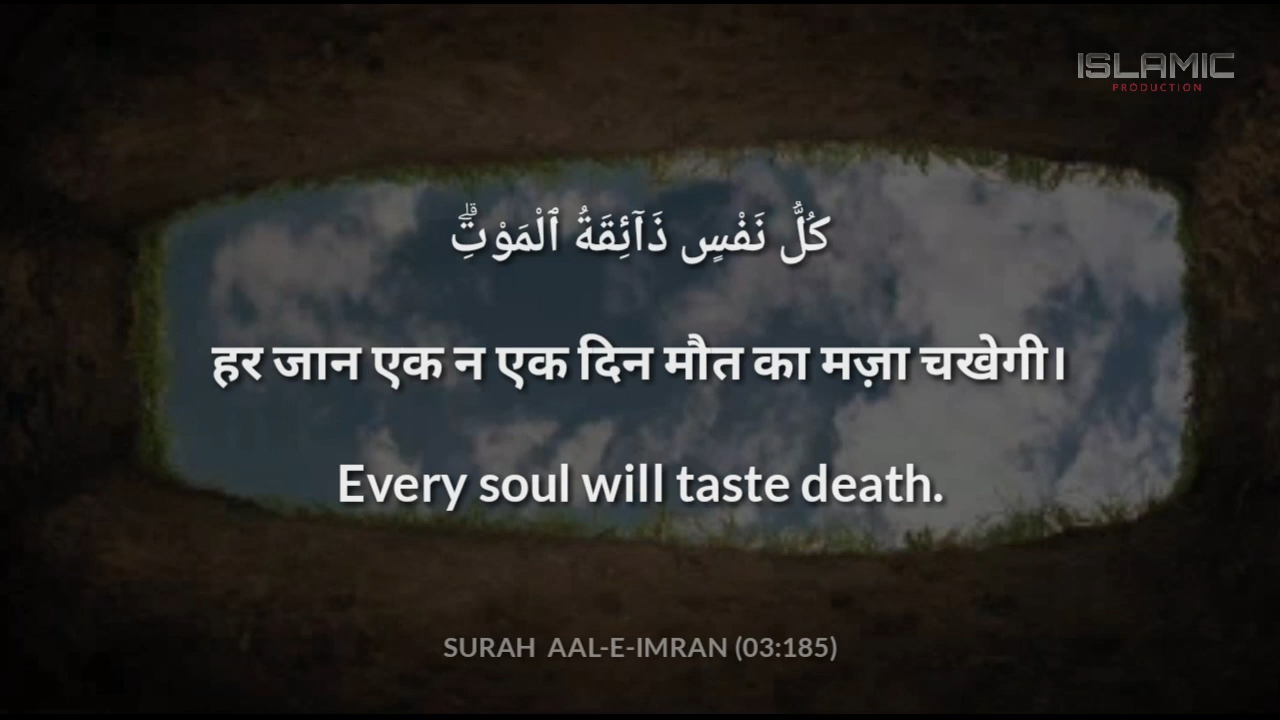 ISLAMIC
PRODUCTION
كُلُّ نَفْسٍ ذَآئِقَةُ ٱلْمَوْتِۗ
हर जान एक न एक दिन मौत का मज़ा चखेगी।
Every soul will taste death.
SURAH AAL-E-IMRAN (03:185)